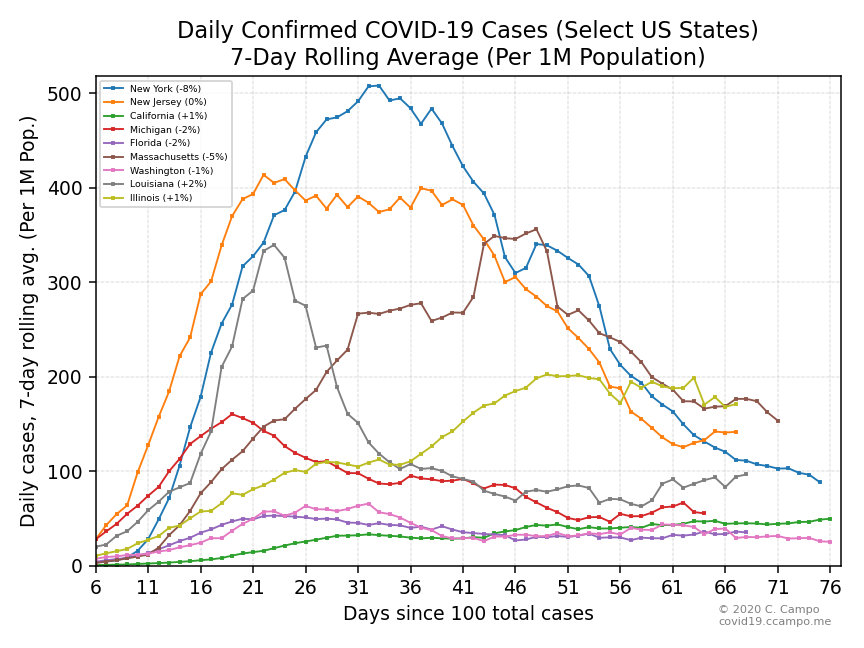 Daily Confirmed COVID-19 Cases (Select US States)
7-Day Rolling Average (Per 1M Population)
Daily cases, 7-day rolling avg. (Per 1M Pop.)
500
400
300
200
100
0
New York (-8%)
New Jersey (0%)
California (+1%)
Michigan (-2%)
Florida (-2%)
Massachusetts (-5%)
Washington (-1%)
Louisiana (+2%)
Illinois (+1%)
6 11 16 21 26 31 36 41 46 51 56 61 66 71 76
Days since 100 total cases
© 2020 C. Campo
covid19.ccampo.me